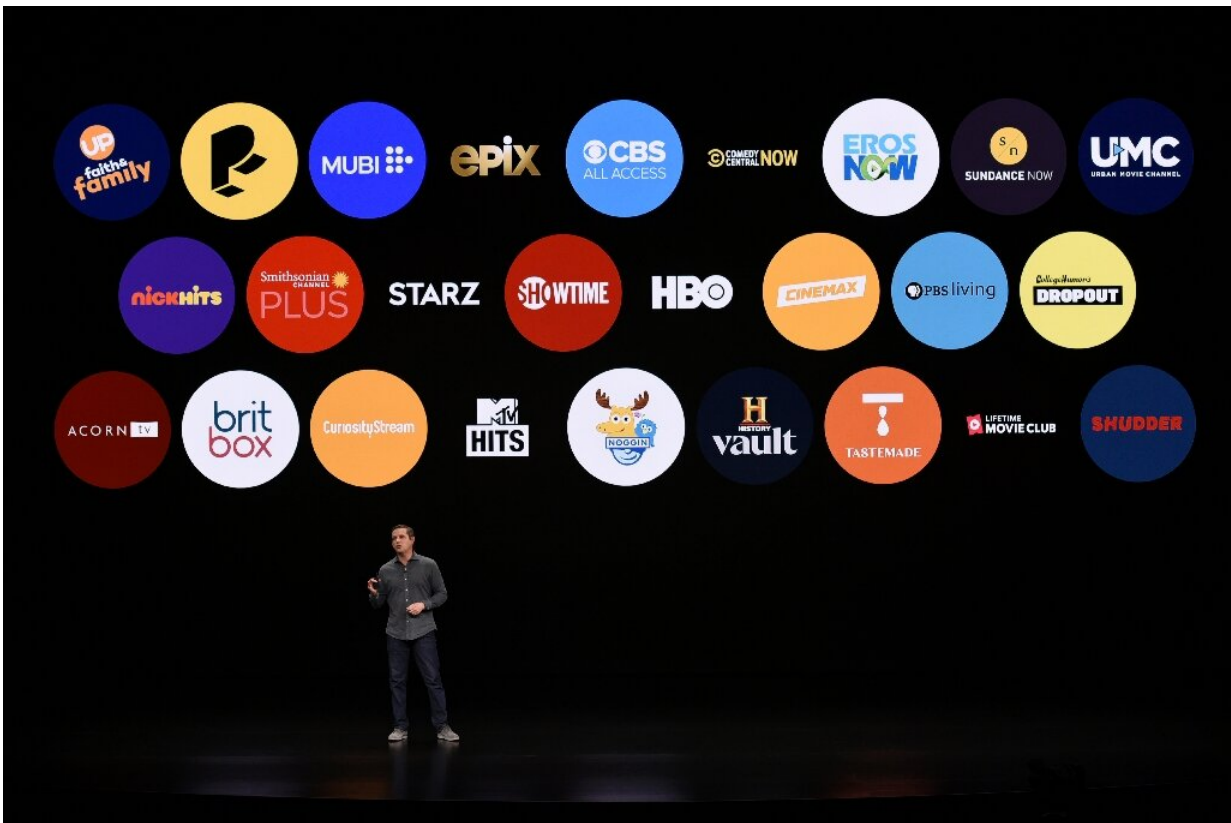 UP
faith&
family
MUBI
epix
CBS
ALL ACCESS
COMEDY
CENTRAL NOW
EROS
NOW
s
n
SUNDANCE NOW
UMC
URBAN MOVIE CHANNEL
nickHiTS
Smithsonian
CHANNEL
PLUS
STARZ
SHOWTIME
HBO
CINEMAX
PBS living
CollegeHumor's
DROPOUT
ACORN tv
brit
box
CuriosityStream
MTV
HITS
NOGGIN
H
HISTORY
vault
TASTEMADE
LIFETIME
MOVIE CLUB
SHUDDER